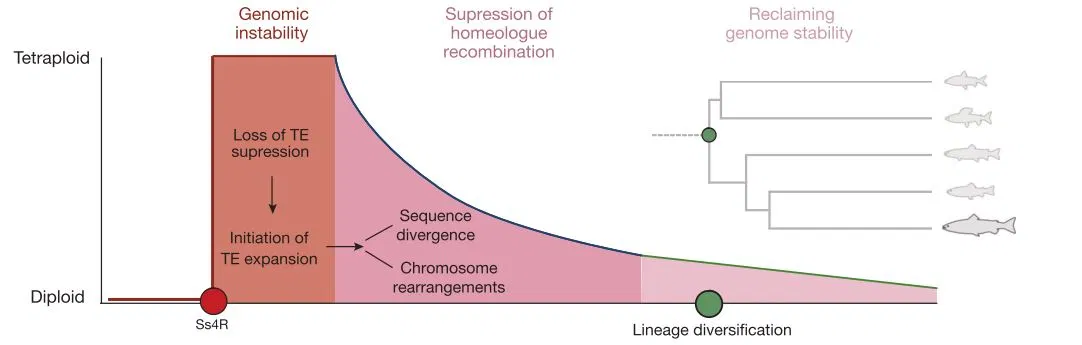 Genomic
instability
Supression of
homeologue
recombination
Reclaiming
genome stability
Tetraploid
Loss of TE
supression
Initiation of
TE expansion
Sequence
divergence
Chromosome
rearrangements
Diploid
Ss4R
Lineage diversification